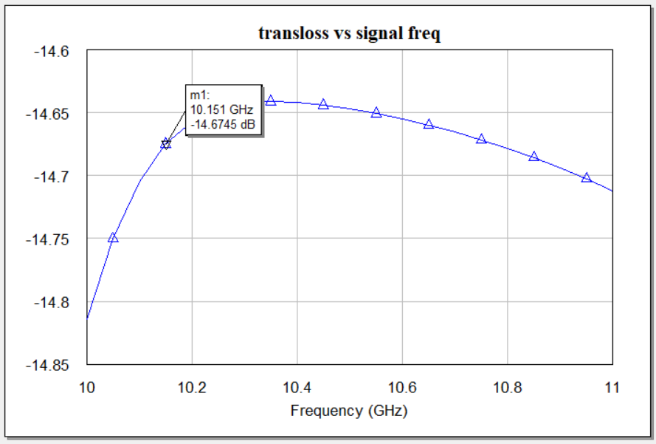 transloss vs signal freq
-14.6
m1:
10.151 GHz
-14.6745 dB
-14.65
-14.7
-14.75
-14.8
-14.85
10 10.2 10.4 10.6 10.8 11
Frequency (GHz)